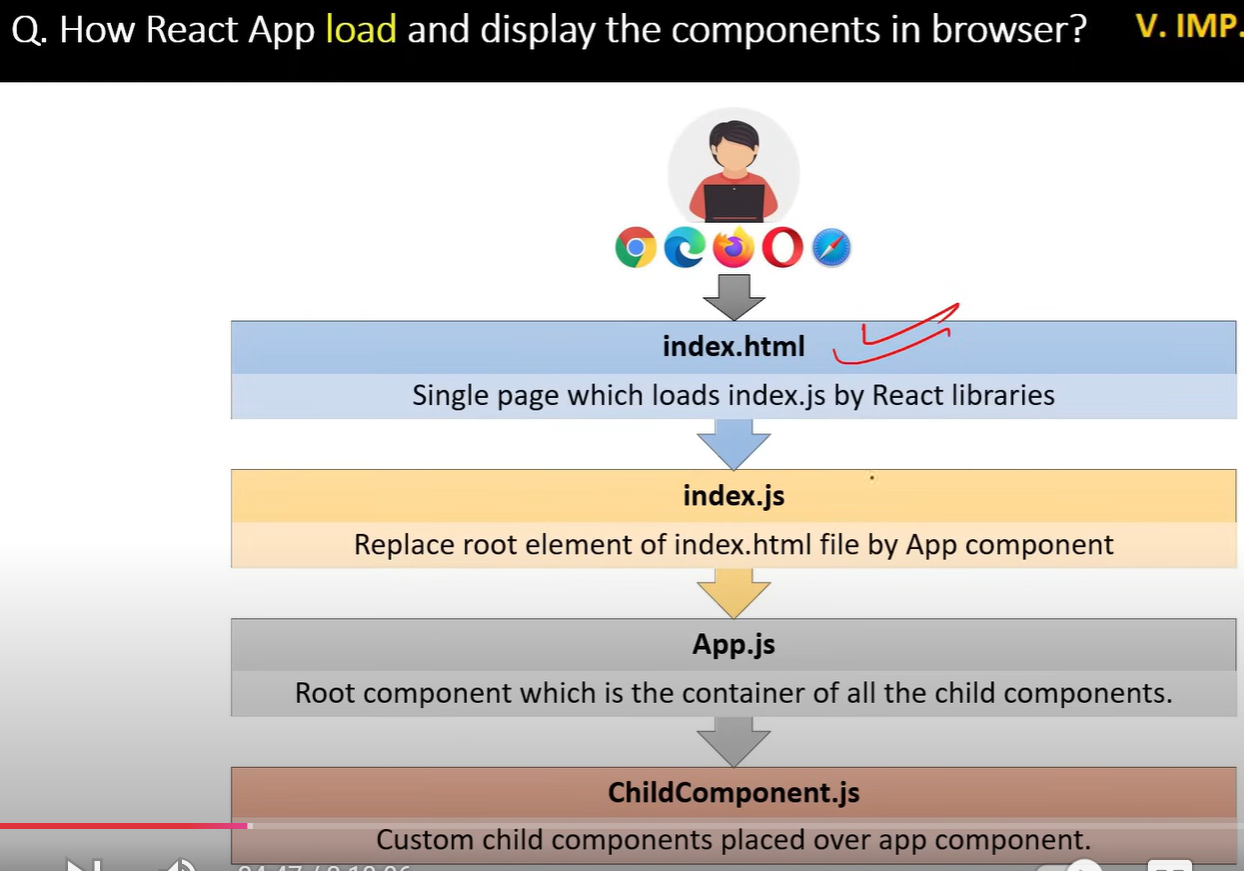 Q. How React App load and display the components in browser?
V. IMP.
index.html
Single page which loads index.js by React libraries
index.js
Replace root element of index.html file by App component
App.js
Root component which is the container of all the child components.
ChildComponent.js
Custom child components placed over app component.